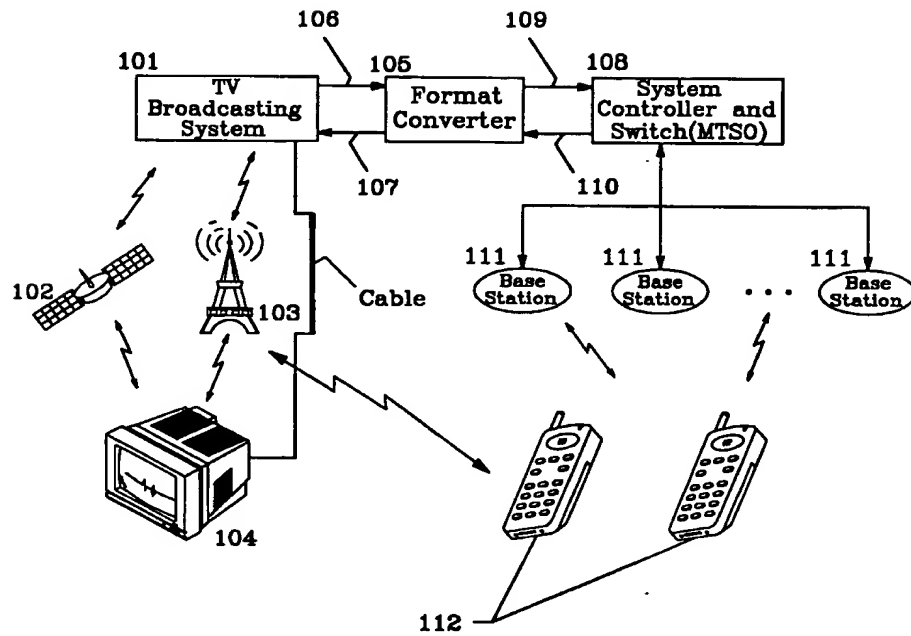 106
109
101
105
108
TV
Broadcasting
System
Format
Converter
System
Controller and
Switch(MTSO)
107
110
111
111
111
102
103
Cable
Base
Station
Base
Station
...
Base
Station
104
112